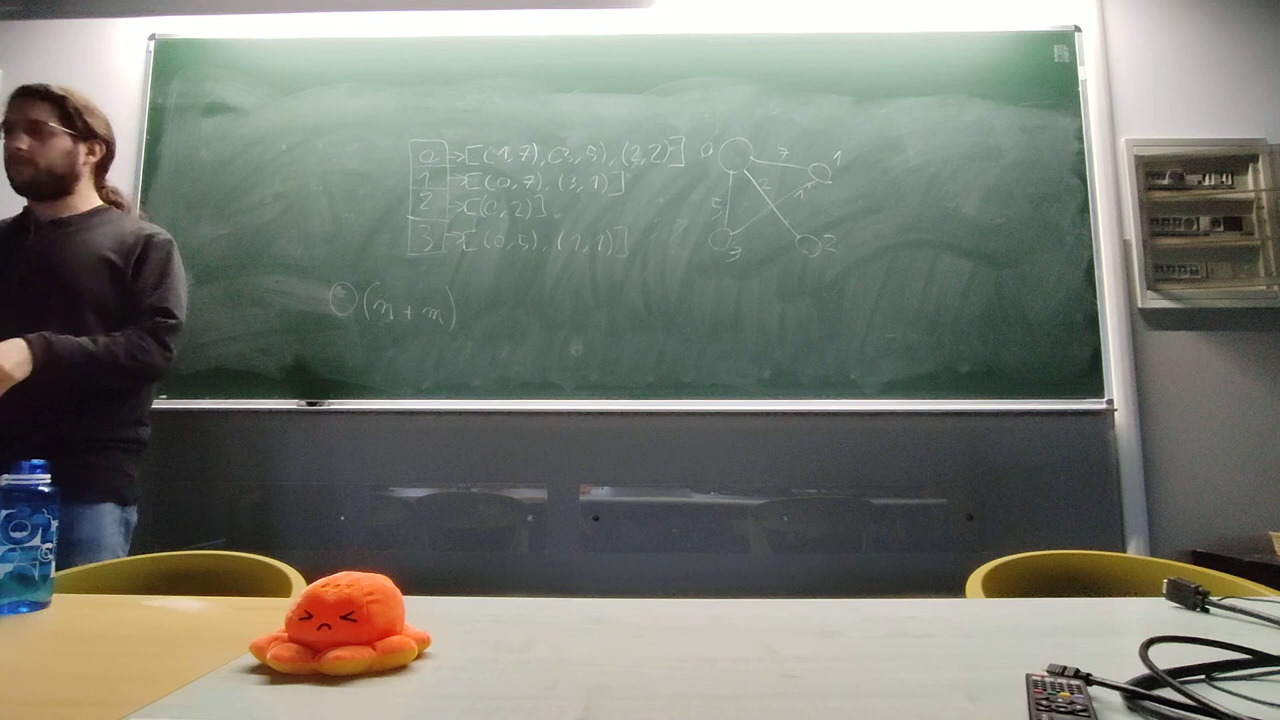 0 → [(1,7),(3,5),(2,2)]
1 → [(0,7),(3,1)]
2 → [(0,2)]
3 → [(0,5),(1,1)]
O(n+m)
0 7 1
2 1
5
3 2